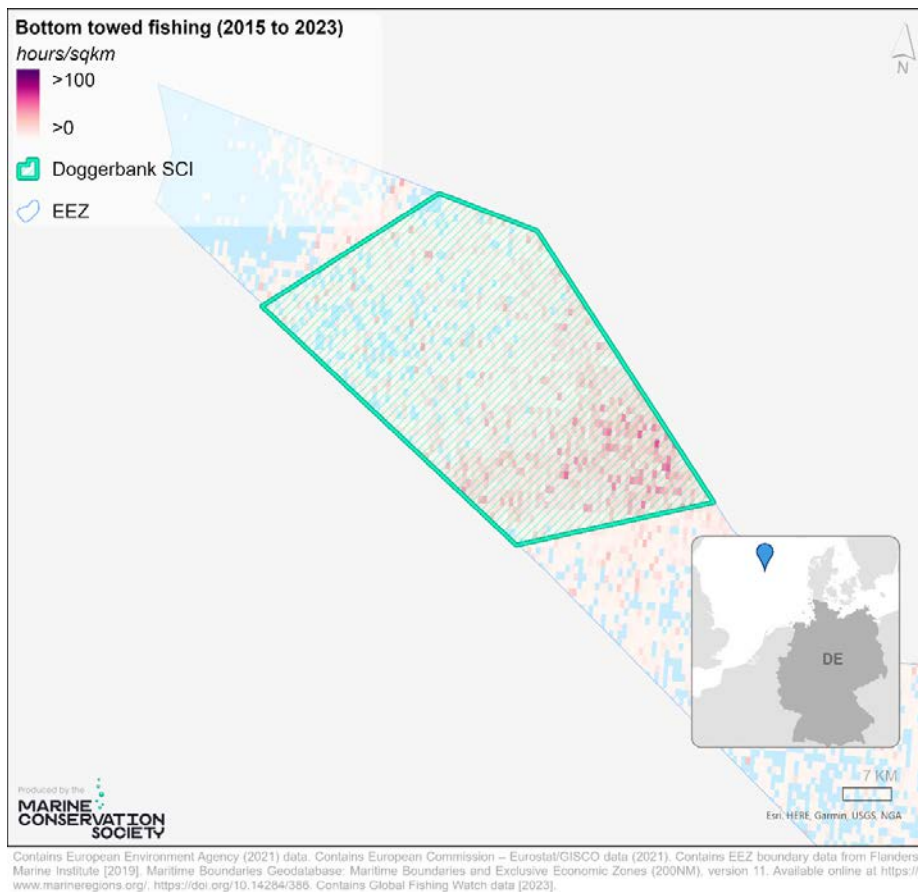 Bottom towed fishing (2015 to 2023)
hours/sqkm
>100
>0
Doggerbank SCI
EEZ
N
DE
7 KM
Esri, HERE, Garmin, USGS, NGA
Produced by the
MARINE
CONSERVATION
SOCIETY
Contains European Environment Agency (2021) data. Contains European Commission – Eurostat/GISCO data (2021). Contains EEZ boundary data from Flanders
Marine Institute [2019]. Maritime Boundaries Geodatabase: Maritime Boundaries and Exclusive Economic Zones (200NM), version 11. Available online at https:/
www.marineregions.org/. https://doi.org/10.14284/386. Contains Global Fishing Watch data [2023].